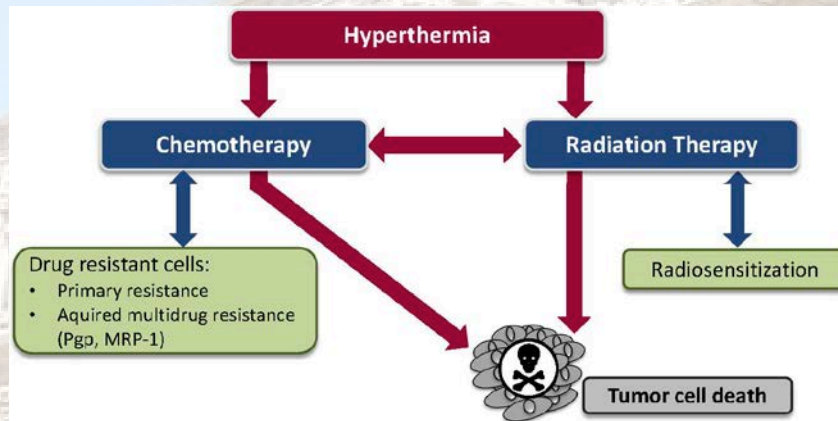 Hyperthermia
Chemotherapy
Radiation Therapy
Drug resistant cells:
• Primary resistance
• Aquired multidrug resistance
(Pgp, MRP-1)
Radiosensitization
Tumor cell death